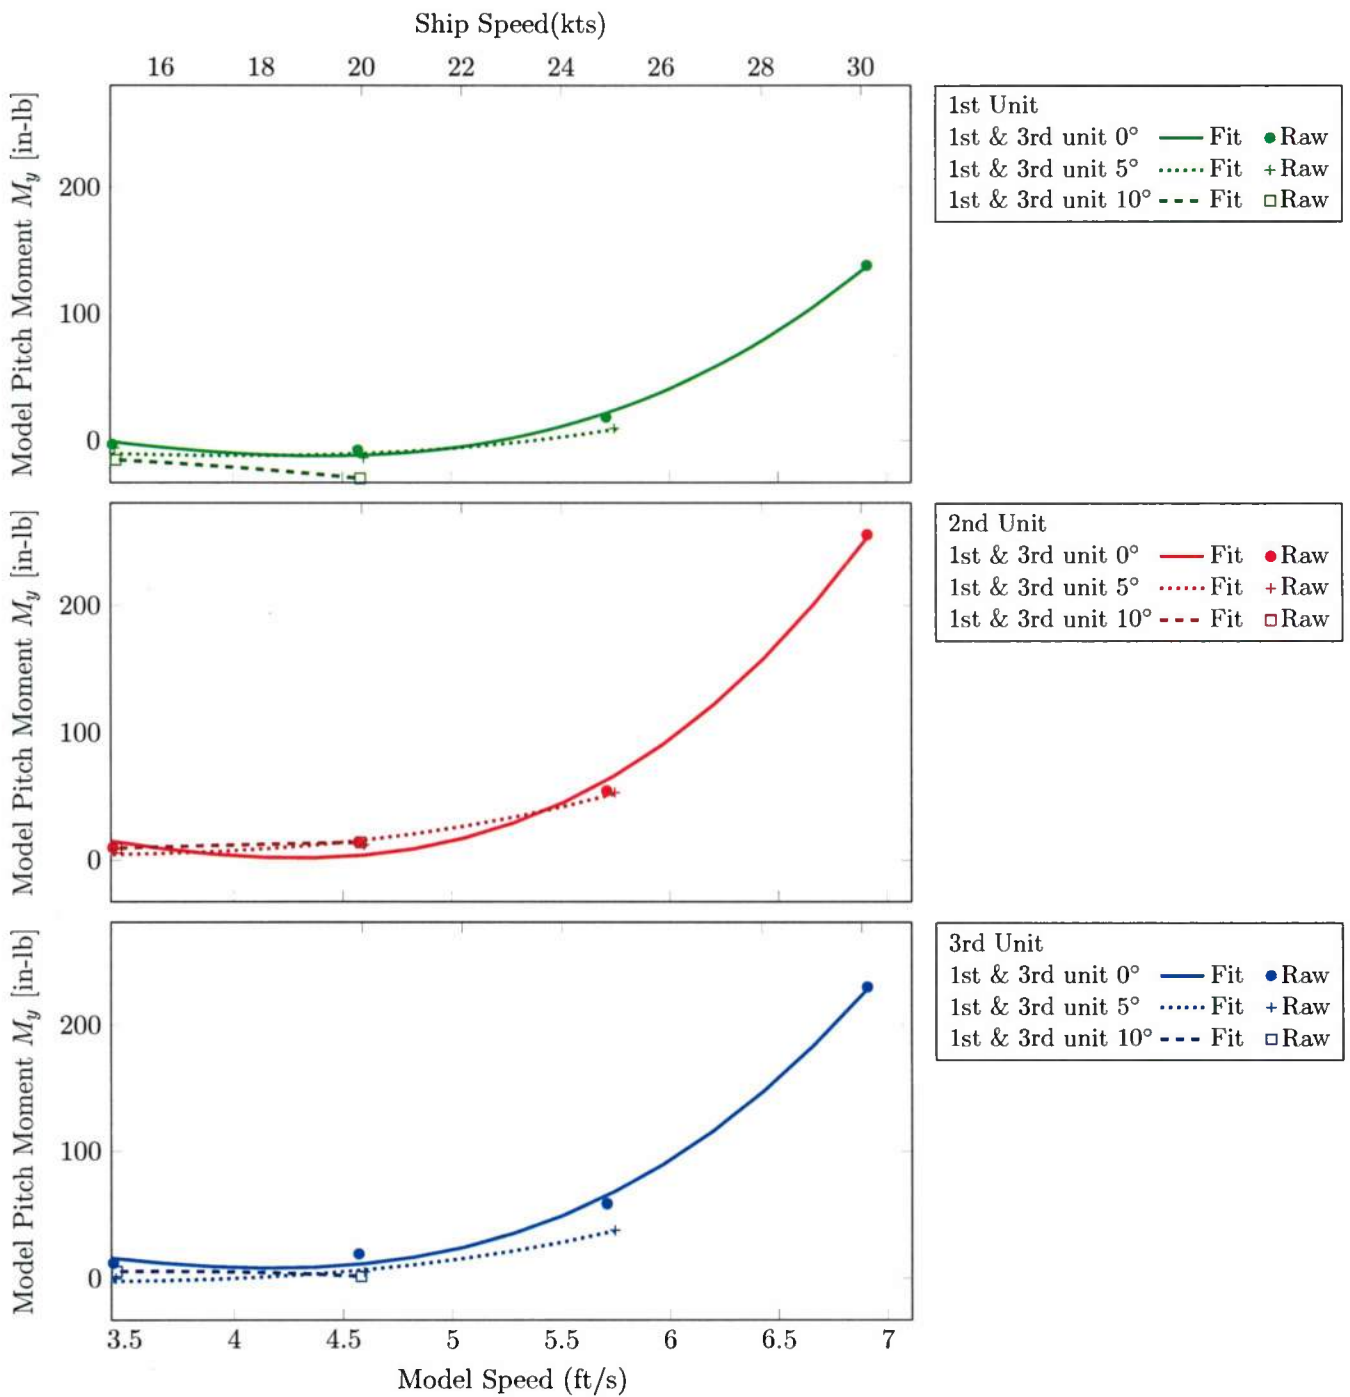 Ship Speed(kts)
16 18 20 22 24 26 28 30
Model Pitch Moment My [in-lb]
200
100
0
1st Unit
1st & 3rd unit 0° Fit Raw
1st & 3rd unit 5° Fit Raw
1st & 3rd unit 10° Fit Raw
Model Pitch Moment My [in-lb]
200
100
0
2nd Unit
1st & 3rd unit 0° Fit Raw
1st & 3rd unit 5° Fit Raw
1st & 3rd unit 10° Fit Raw
Model Pitch Moment My [in-lb]
200
100
0
3rd Unit
1st & 3rd unit 0° Fit Raw
1st & 3rd unit 5° Fit Raw
1st & 3rd unit 10° Fit Raw
3.5 4 4.5 5 5.5 6 6.5 7
Model Speed (ft/s)